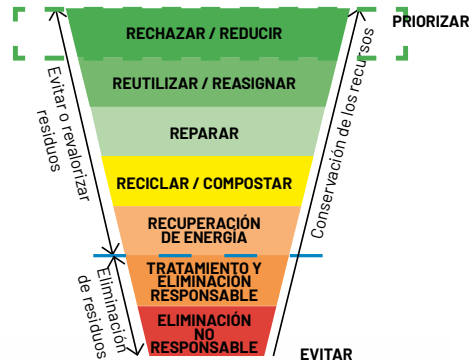 PRIORIZAR
RECHAZAR / REDUCIR
REUTILIZAR / REASIGNAR
REPARAR
RECICLAR / COMPOSTAR
RECUPERACIÓN
DE ENERGÍA
TRATAMIENTO Y
ELIMINACIÓN
RESPONSABLE
ELIMINACIÓN
NO
RESPONSABLE
EVITAR
Evitar o revalorizar
residuos
Eliminación
de residuos
Conservación de los recursos